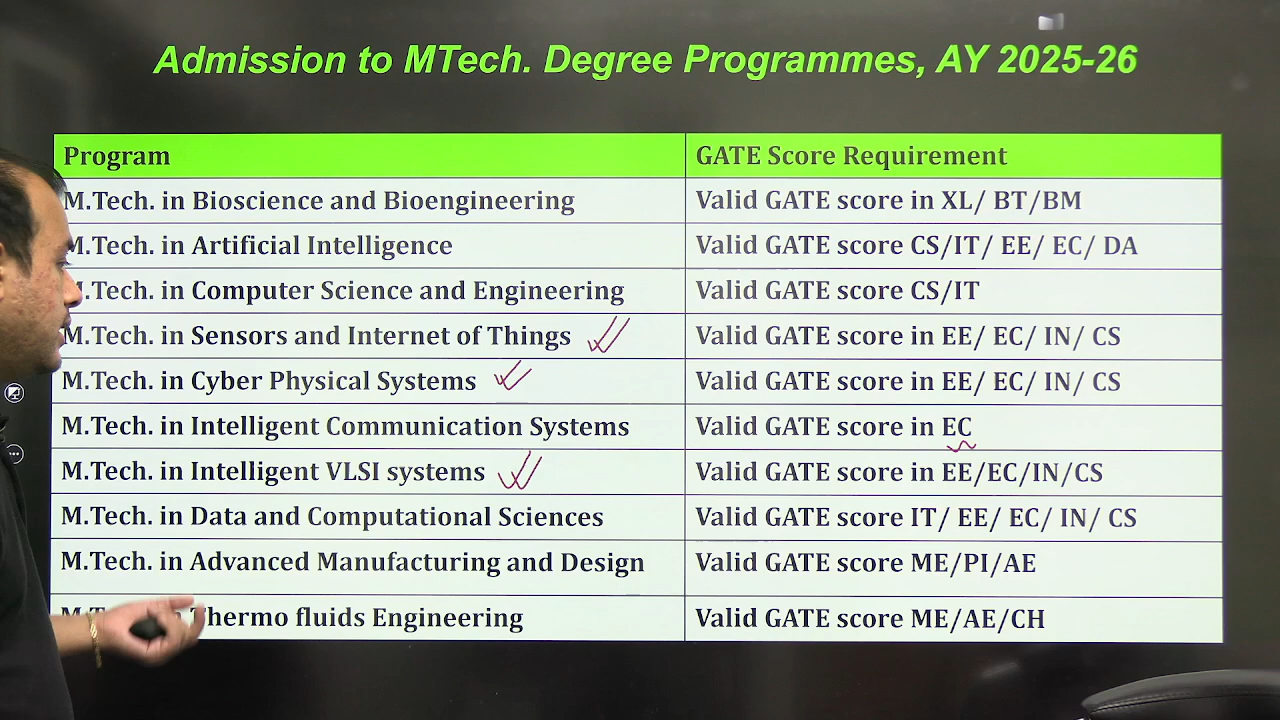 Admission to MTech. Degree Programmes, AY 2025-26
Program GATE Score Requirement
M.Tech. in Bioscience and Bioengineering Valid GATE score in XL/ BT/BM
M.Tech. in Artificial Intelligence Valid GATE score CS/IT/ EE/ EC/ DA
.Tech. in Computer Science and Engineering Valid GATE score CS/IT
M.Tech. in Sensors and Internet of Things Valid GATE score in EE/ EC/ IN/ CS
M.Tech. in Cyber Physical Systems Valid GATE score in EE/ EC/ IN/ CS
M.Tech. in Intelligent Communication Systems Valid GATE score in EC
M.Tech. in Intelligent VLSI systems Valid GATE score in EE/EC/IN/CS
M.Tech. in Data and Computational Sciences Valid GATE score IT/ EE/ EC/ IN/ CS
M.Tech. in Advanced Manufacturing and Design Valid GATE score ME/PI/AE
Thermo fluids Engineering Valid GATE score ME/AE/CH